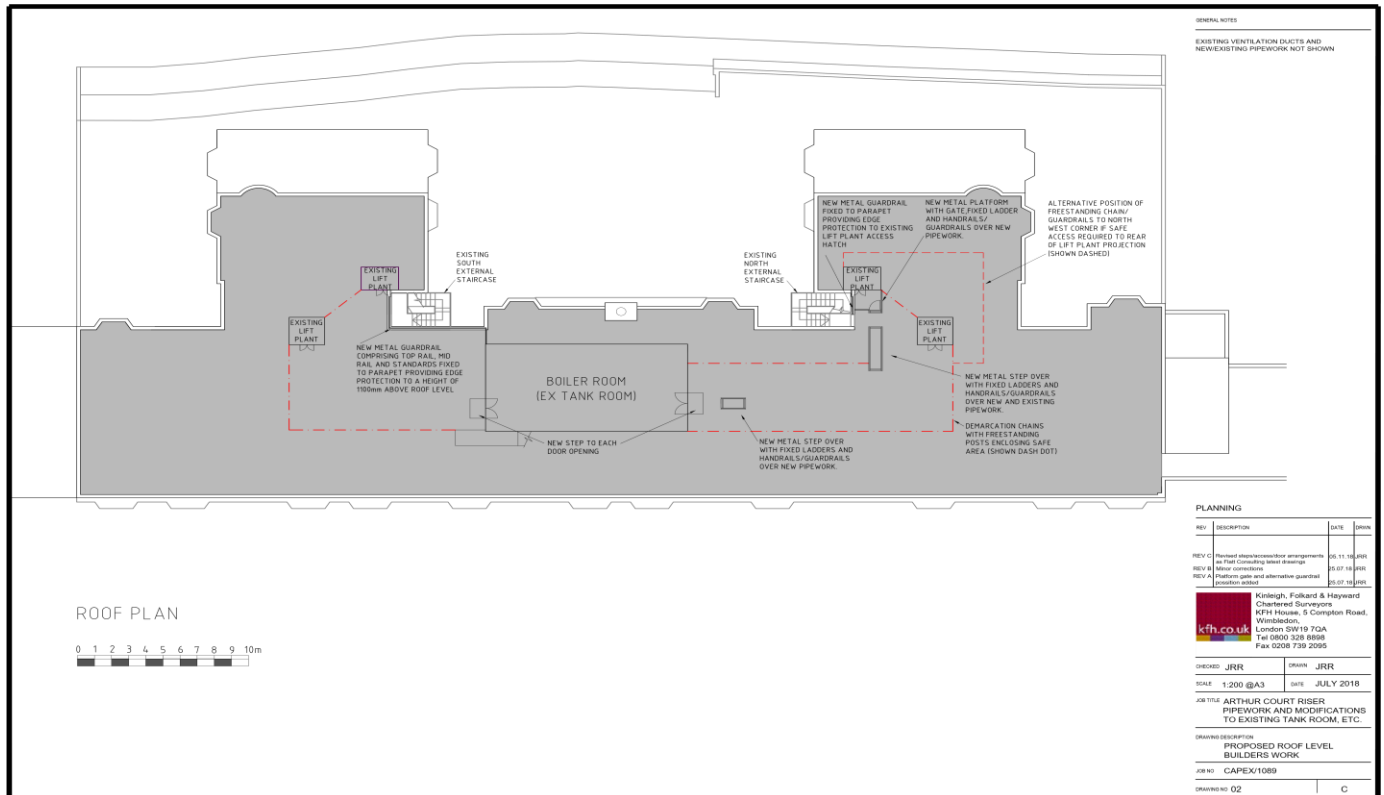 GENERAL NOTES
EXISTING VENTILATION DUCTS AND
NEW/EXISTING PIPEWORK NOT SHOWN
NEW METAL GUARDRAIL
FIXED TO PARAPET
PROVIDING EDGE
PROTECTION TO EXISTING
LIFT PLANT ACCESS
HATCH
NEW METAL PLATFORM
WITH GATE,FIXED LADDER
AND HANDRAILS/
GUARDRAILS OVER NEW
PIPEWORK.
ALTERNATIVE POSITION OF
FREESTANDING CHAIN/
GUARDRAILS TO NORTH
WEST CORNER IF SAFE
ACCESS REQUIRED TO REAR
OF LIFT PLANT PROJECTION
(SHOWN DASHED)
EXISTING
SOUTH
EXTERNAL
STAIRCASE
EXISTING
NORTH
EXTERNAL
STAIRCASE
EXISTING
LIFT
PLANT
EXISTING
LIFT
PLANT
EXISTING
LIFT
PLANT
EXISTING
LIFT
PLANT
NEW METAL GUARDRAIL
COMPRISING TOP RAIL, MID
RAIL AND STANDARDS FIXED
TO PARAPET PROVIDING EDGE
PROTECTION TO A HEIGHT OF
1100mm ABOVE ROOF LEVEL
BOILER ROOM
(EX TANK ROOM)
NEW METAL STEP OVER
WITH FIXED LADDERS AND
HANDRAILS/GUARDRAILS
OVER NEW AND EXISTING
PIPEWORK.
DEMARCATION CHAINS
WITH FREESTANDING
POSTS ENCLOSING SAFE
AREA (SHOWN DASH DOT)
NEW STEP TO EACH
DOOR OPENING
NEW METAL STEP OVER
WITH FIXED LADDERS AND
HANDRAILS/GUARDRAILS
OVER NEW PIPEWORK.
ROOF PLAN
0 1 2 3 4 5 6 7 8 9 10m
PLANNING
REV DESCRIPTION DATE DRWN
REV C Revised steps/access/door arrangements 05.11.18 JRR
as Flatt Consulting latest drawings
REV B Minor corrections 25.07.18 JRR
REV A Platform gate and alternative guardrail
possition added 25.07.18 JRR
kfh.co.uk
Kinleigh, Folkard & Hayward
Chartered Surveyors
KFH House, 5 Compton Road,
Wimbledon,
London SW19 7QA
Tel 0800 328 8898
Fax 0208 739 2095
CHECKED JRR DRAWN JRR
SCALE 1:200 @A3 DATE JULY 2018
JOB TITLE ARTHUR COURT RISER
PIPEWORK AND MODIFICATIONS
TO EXISTING TANK ROOM, ETC.
DRAWING DESCRIPTION
PROPOSED ROOF LEVEL
BUILDERS WORK
JOB NO CAPEX/1089
DRAWING NO 02 C